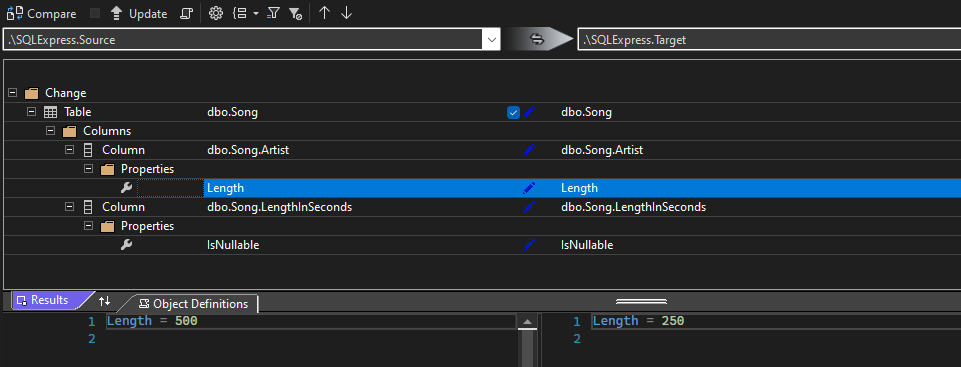 Compare Update
.\SQLExpress.Source .\SQLExpress.Target
Change
Table dbo.Song dbo.Song
Columns
Column dbo.Song.Artist dbo.Song.Artist
Properties
Length Length
Column dbo.Song.LengthInSeconds dbo.Song.LengthInSeconds
Properties
IsNullable IsNullable
Results Object Definitions
1 Length = 500 1 Length = 250
2 2